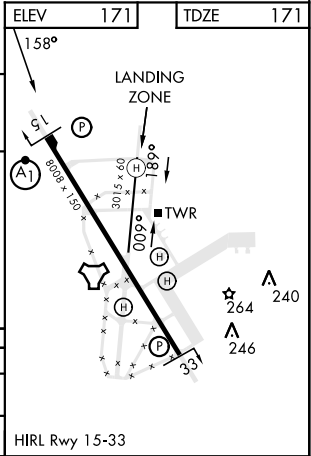 ELEV 171
TDZE 171
158°
LANDING
ZONE
15
P
A1
H
189°
3015 x 60
8008 x 150
009°
TWR
H
H
H
264
240
246
P
33
HIRL Rwy 15-33